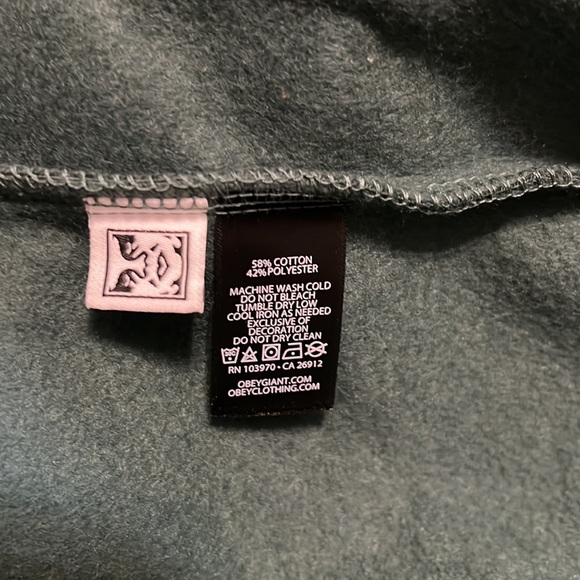 58% COTTON
42% POLYESTER
MACHINE WASH COLD
DO NOT BLEACH
TUMBLE DRY LOW
COOL IRON AS NEEDED
EXCLUSIVE OF
DECORATION
DO NOT DRY CLEAN
RN 103970 • CA 26912
OBEYGIANT.COM
OBEYCLOTHING.COM